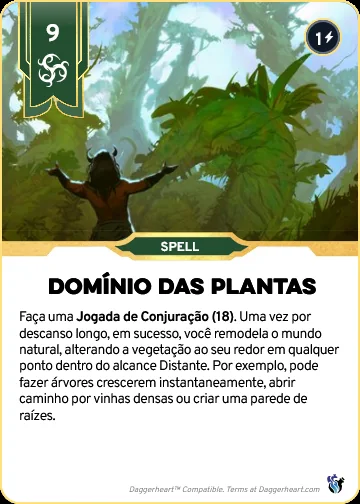 9
1
SPELL
DOMÍNIO DAS PLANTAS
Faça uma Jogada de Conjuração (18). Uma vez por
descanso longo, em sucesso, você remodela o mundo
natural, alterando a vegetação ao seu redor em qualquer
ponto dentro do alcance Distante. Por exemplo, pode
fazer árvores crescerem instantaneamente, abrir
caminho por vinhas densas ou criar uma parede de
raízes.
Daggerheart™ Compatible. Terms at Daggerheart.com